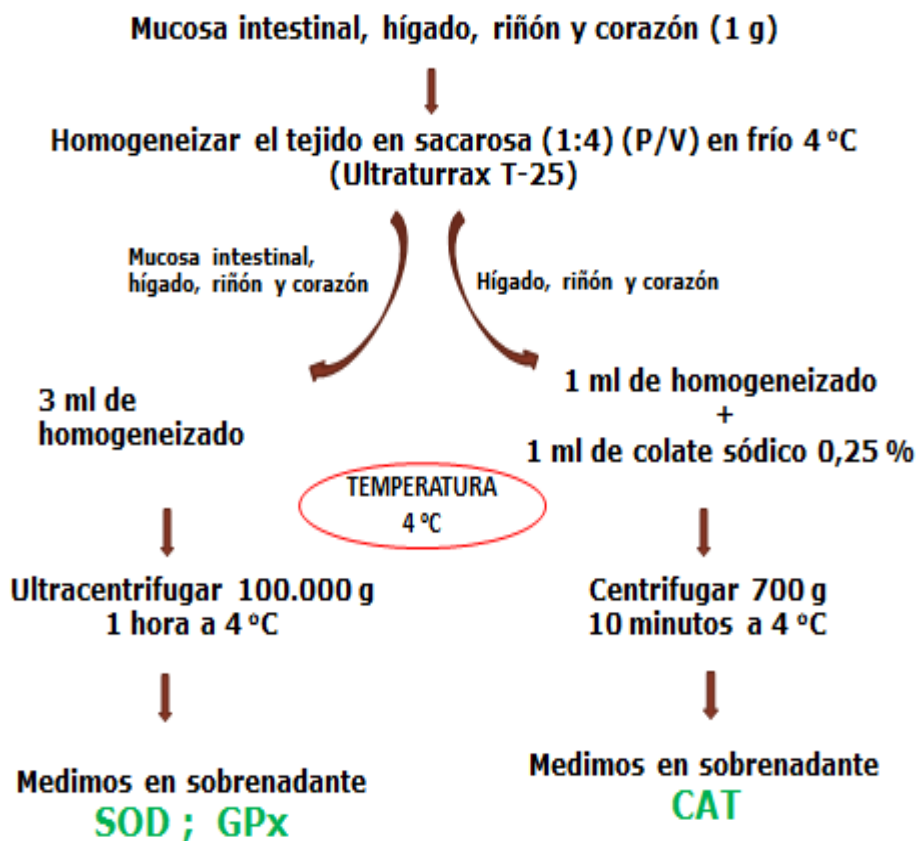 Mucosa intestinal, hígado, riñón y corazón (1 g)
Homogeneizar el tejido en sacarosa (1:4) (P/V) en frío 4 ºC
(Ultraturrax T-25)
Mucosa intestinal,
hígado, riñón y corazón
Hígado, riñón y corazón
3 ml de
homogeneizado
1 ml de homogeneizado
+
1 ml de colate sódico 0,25 %
TEMPERATURA
4 ºC
Ultracentrifugar 100.000 g
1 hora a 4 ºC
Centrifugar 700 g
10 minutos a 4 ºC
Medimos en sobrenadante
SOD ; GPx
Medimos en sobrenadante
CAT